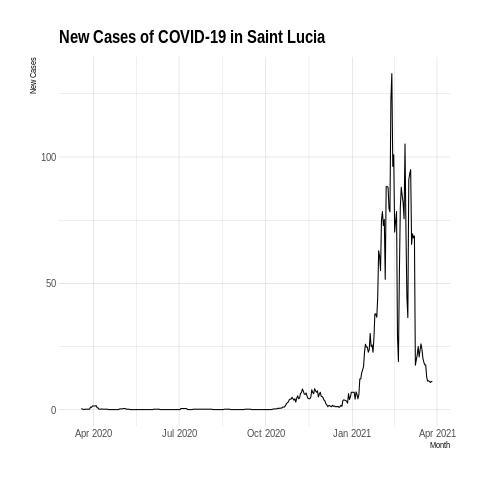 New Cases of COVID-19 in Saint Lucia
New Cases
100
50
0
Apr 2020 Jul 2020 Oct 2020 Jan 2021 Apr 2021
Month